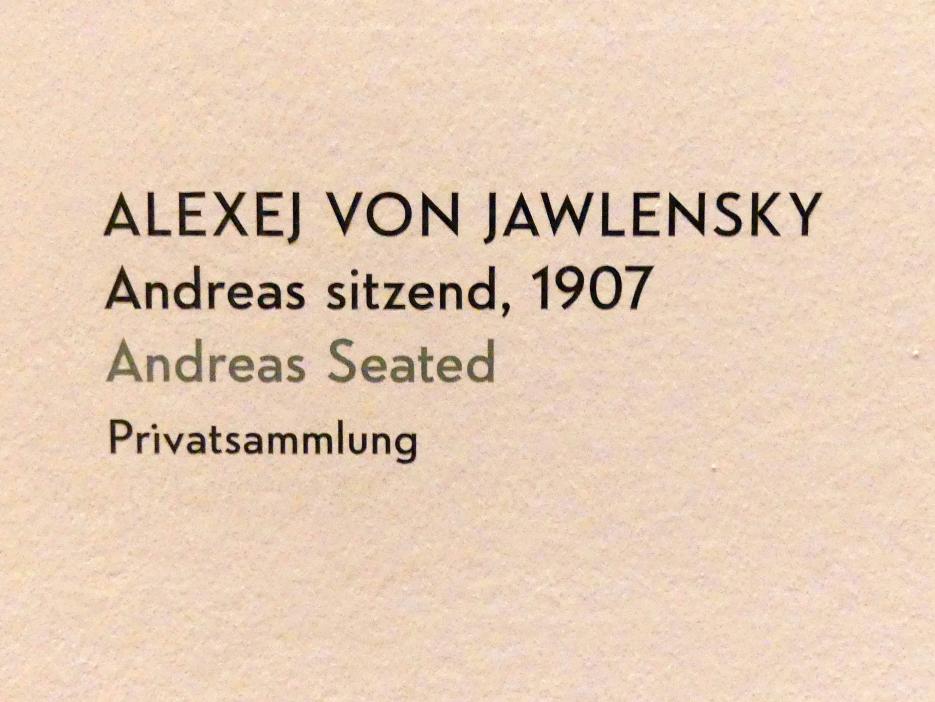 ALEXEJ VON JAWLENSKY
Andreas sitzend, 1907
Andreas Seated
Privatsammlung